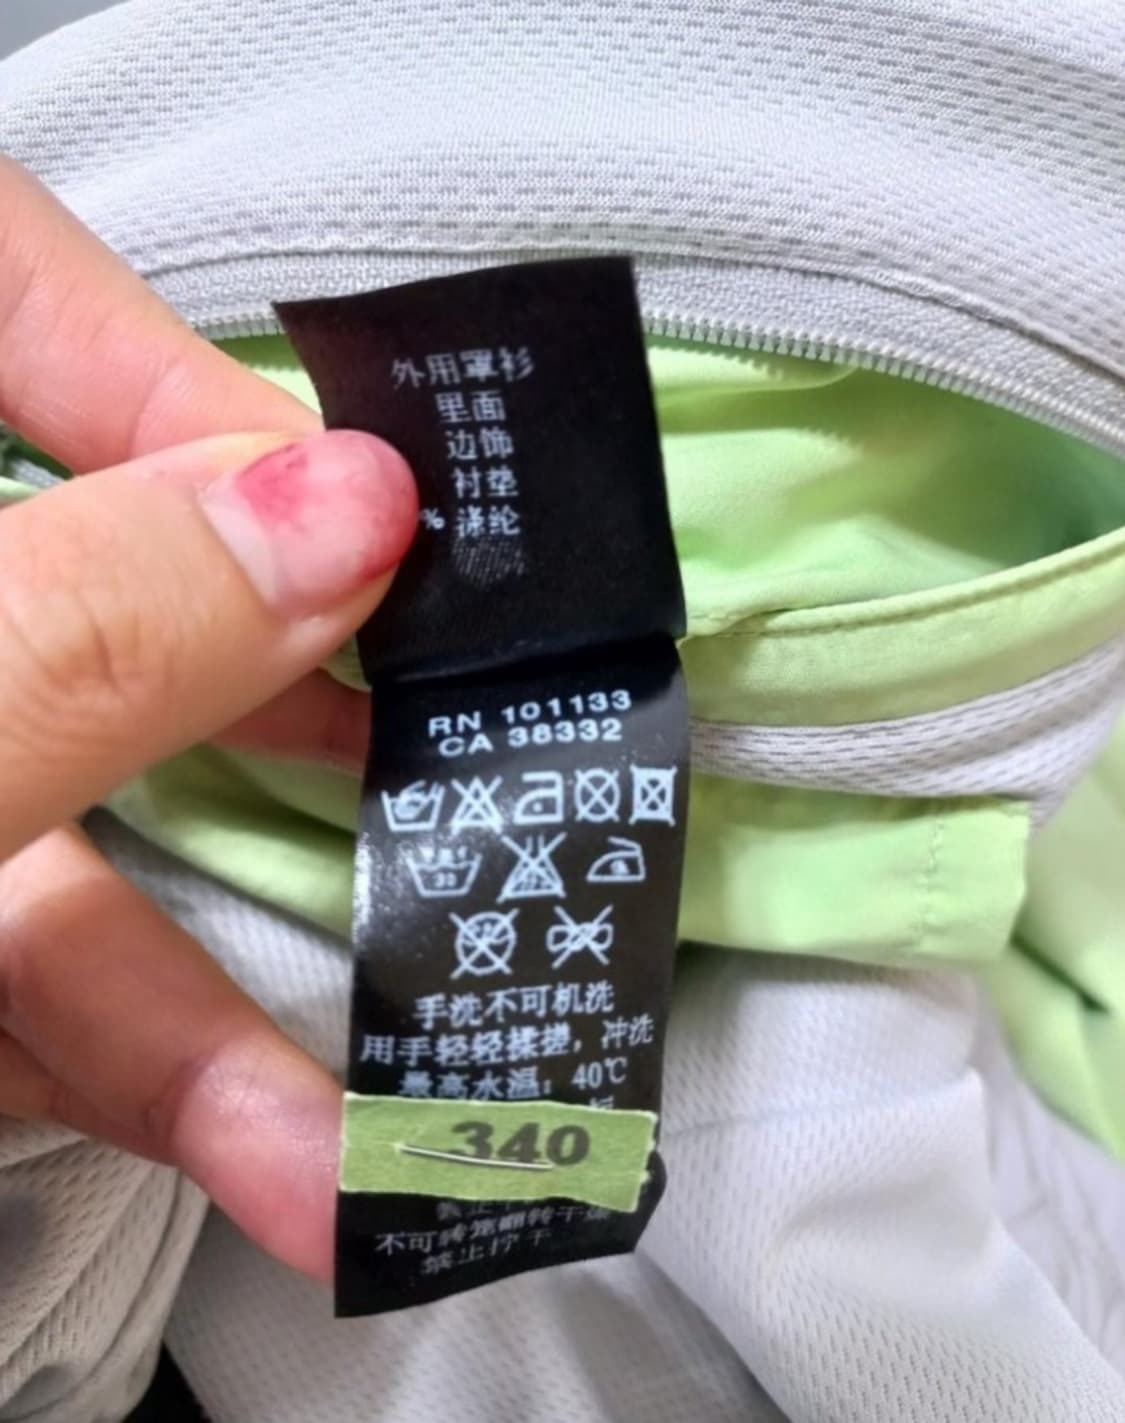 外用罩衫
里面
边饰
衬垫
% 涤纶
RN 101133
CA 38332
手洗不可机洗
用手轻轻揉搓，冲洗
最高水温：40℃
340
不可转笼翻转干燥
禁止拧干